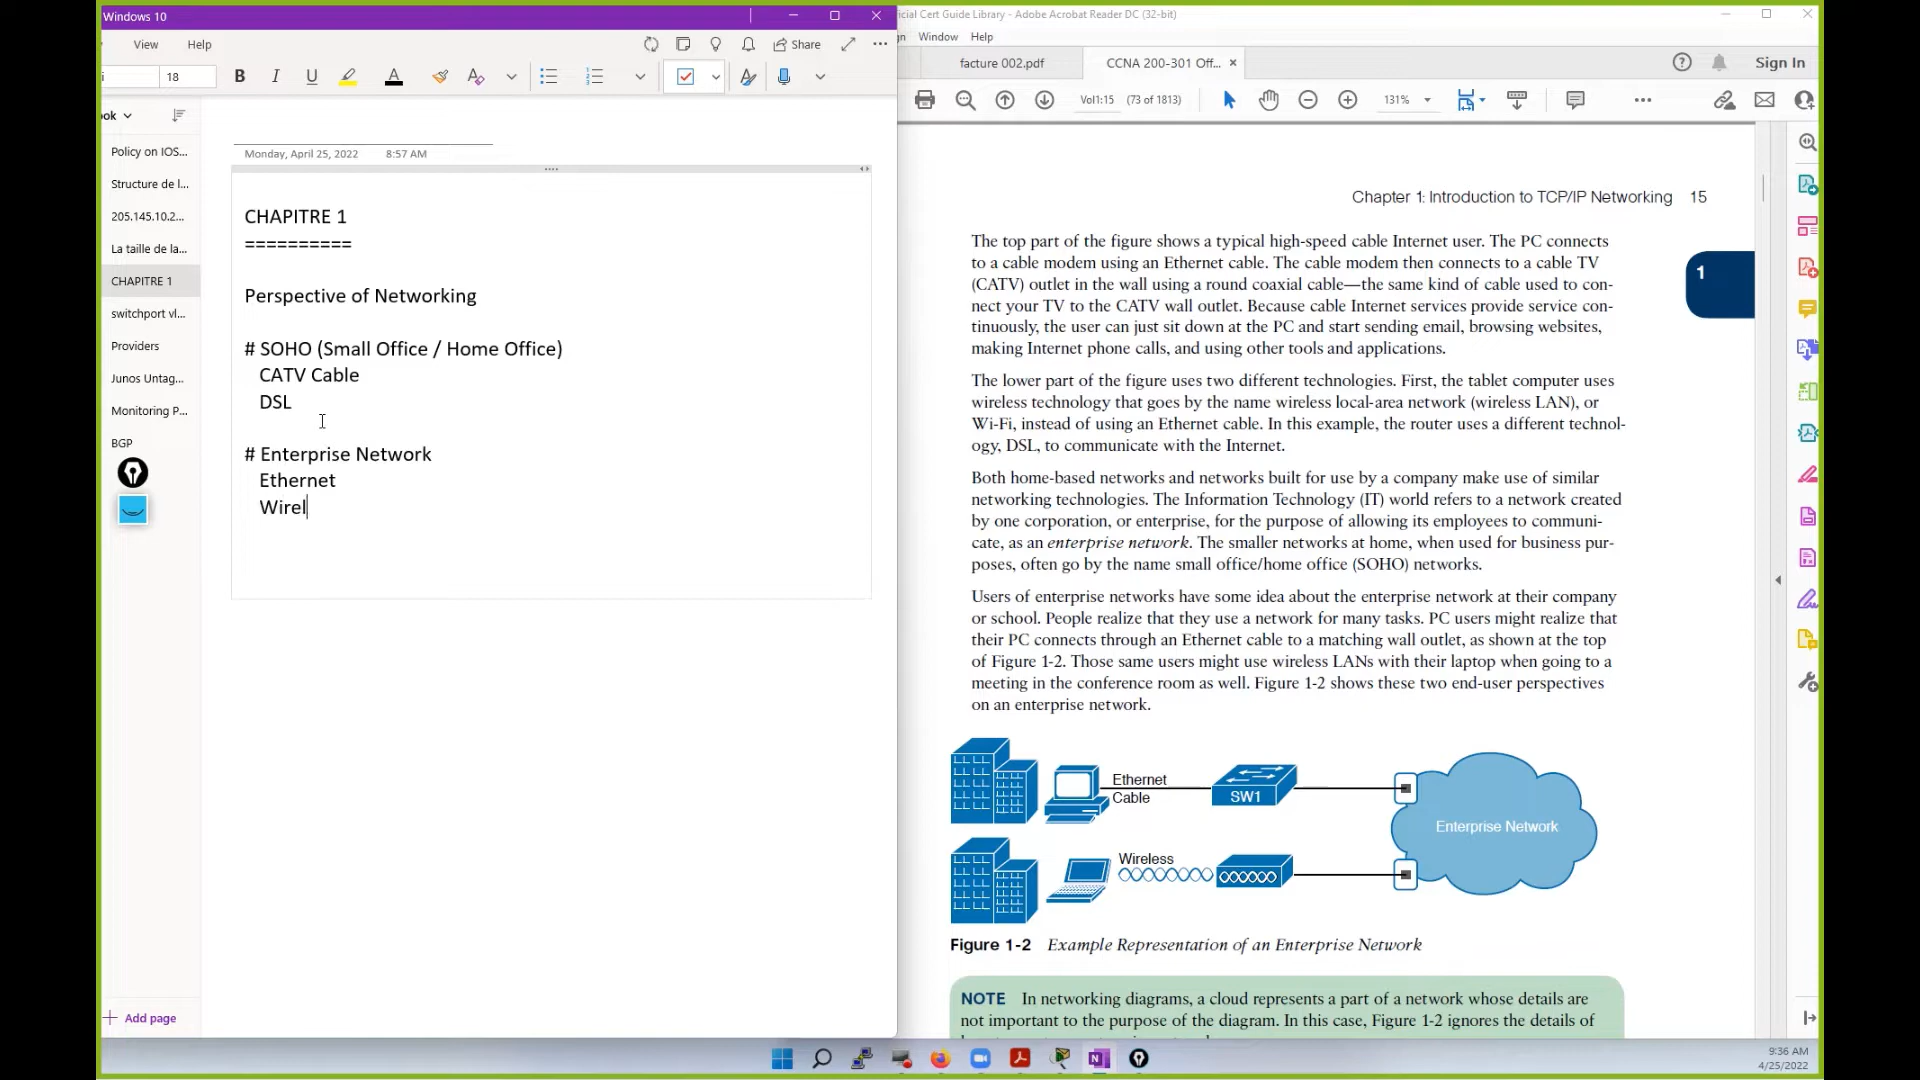 Windows 10
View Help
Share
18
B I U A
ook
Policy on IOS...
Structure de l...
205.145.10.2...
La taille de la...
CHAPITRE 1
switchport vl...
Providers
Junos Untag...
Monitoring P...
BGP
Add page
Monday, April 25, 2022 8:57 AM
CHAPITRE 1
==========
Perspective of Networking
# SOHO (Small Office / Home Office)
CATV Cable
DSL
# Enterprise Network
Ethernet
Wirel
icial Cert Guide Library - Adobe Acrobat Reader DC (32-bit)
Window Help
facture 002.pdf
CCNA 200-301 Off... ×
Sign In
Vol1:15 (73 of 1813)
131%
Chapter 1: Introduction to TCP/IP Networking 15
1
The top part of the figure shows a typical high-speed cable Internet user. The PC connects
to a cable modem using an Ethernet cable. The cable modem then connects to a cable TV
(CATV) outlet in the wall using a round coaxial cable—the same kind of cable used to con-
nect your TV to the CATV wall outlet. Because cable Internet services provide service con-
tinuously, the user can just sit down at the PC and start sending email, browsing websites,
making Internet phone calls, and using other tools and applications.
The lower part of the figure uses two different technologies. First, the tablet computer uses
wireless technology that goes by the name wireless local-area network (wireless LAN), or
Wi-Fi, instead of using an Ethernet cable. In this example, the router uses a different technol-
ogy, DSL, to communicate with the Internet.
Both home-based networks and networks built for use by a company make use of similar
networking technologies. The Information Technology (IT) world refers to a network created
by one corporation, or enterprise, for the purpose of allowing its employees to communi-
cate, as an enterprise network. The smaller networks at home, when used for business pur-
poses, often go by the name small office/home office (SOHO) networks.
Users of enterprise networks have some idea about the enterprise network at their company
or school. People realize that they use a network for many tasks. PC users might realize that
their PC connects through an Ethernet cable to a matching wall outlet, as shown at the top
of Figure 1-2. Those same users might use wireless LANs with their laptop when going to a
meeting in the conference room as well. Figure 1-2 shows these two end-user perspectives
on an enterprise network.
Ethernet
Cable
SW1
Enterprise Network
Wireless
Figure 1-2 Example Representation of an Enterprise Network
NOTE In networking diagrams, a cloud represents a part of a network whose details are
not important to the purpose of the diagram. In this case, Figure 1-2 ignores the details of
9:36 AM
4/25/2022